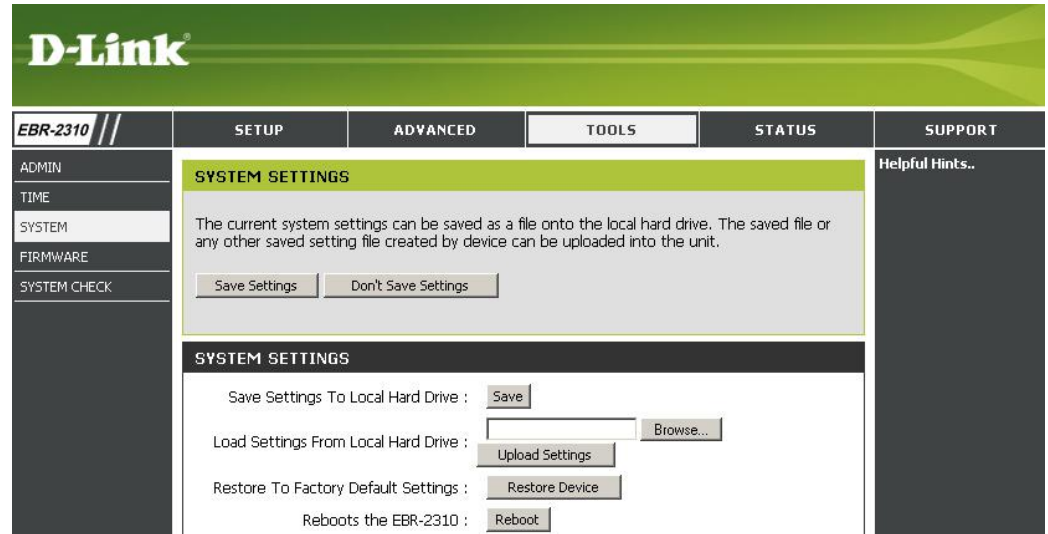 D-Link
EBR-2310 SETUP ADVANCED TOOLS STATUS SUPPORT
ADMIN
TIME
SYSTEM
FIRMWARE
SYSTEM CHECK
SYSTEM SETTINGS
The current system settings can be saved as a file onto the local hard drive. The saved file or
any other saved setting file created by device can be uploaded into the unit.
Save Settings Don't Save Settings
SYSTEM SETTINGS
Save Settings To Local Hard Drive : Save
Load Settings From Local Hard Drive : Browse...
Upload Settings
Restore To Factory Default Settings : Restore Device
Reboots the EBR-2310 : Reboot
Helpful Hints..